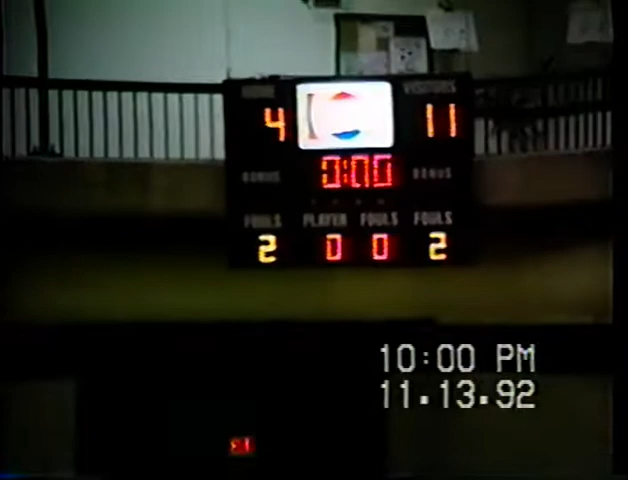 VISITORS
4 11
0:00
BONUS BONUS
FOULS PLAYER FOULS FOULS
2 0 0 2
10:00 PM
11.13.92